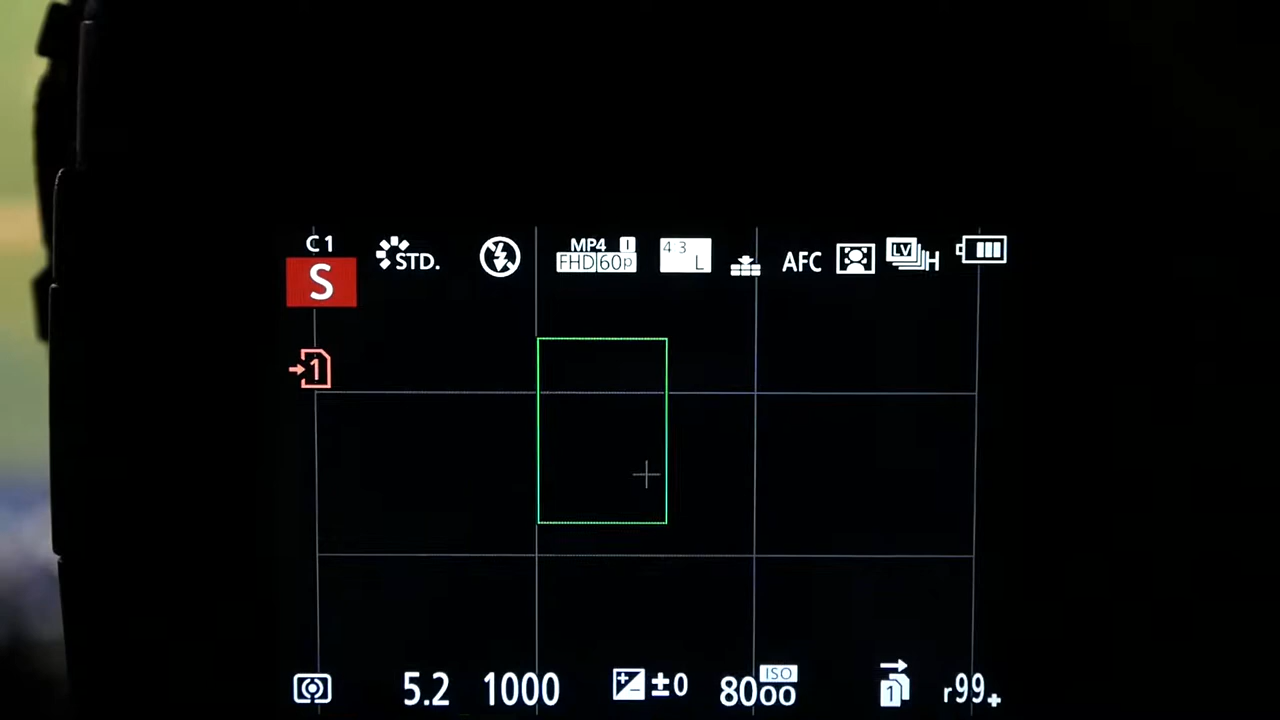 C1
S
STD.
MP4 I
FHD 60p
4 3
L
AFC
LV
H
1
5.2 1000 ±0 8000 ISO 1 r99+